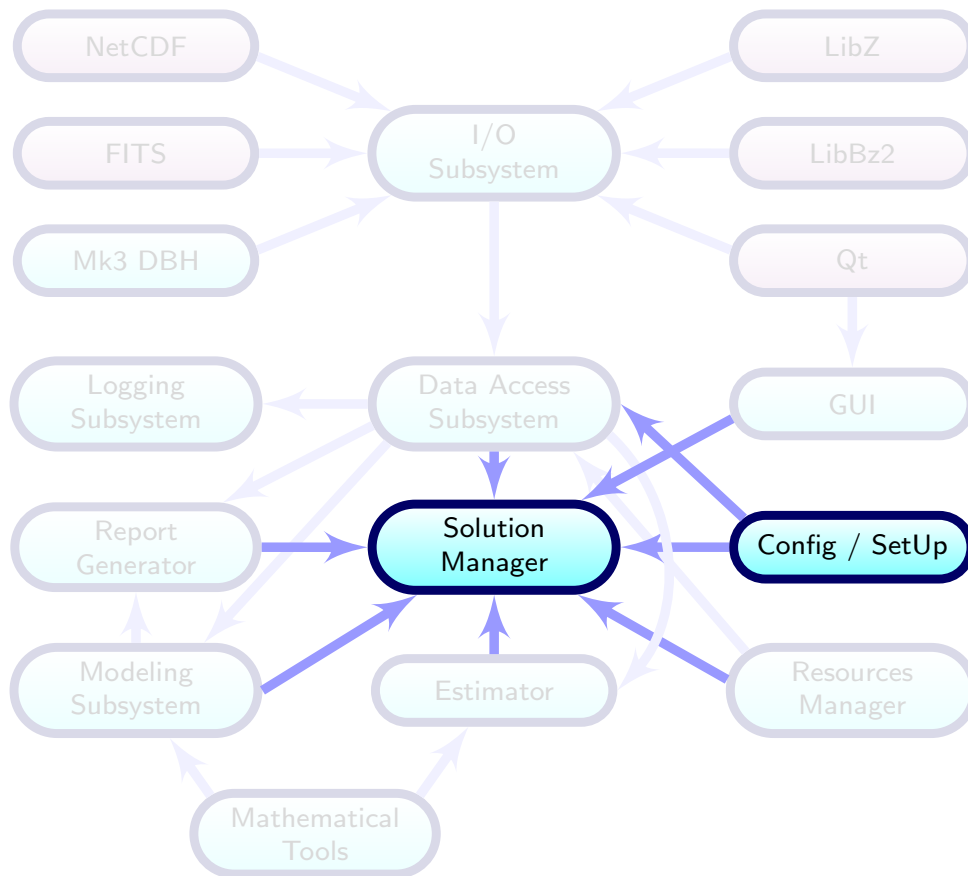 NetCDF
LibZ
I/O
Subsystem
FITS
LibBz2
Mk3 DBH
Qt
Logging
Subsystem
Data Access
Subsystem
GUI
Report
Generator
Solution
Manager
Config / SetUp
Modeling
Subsystem
Estimator
Resources
Manager
Mathematical
Tools